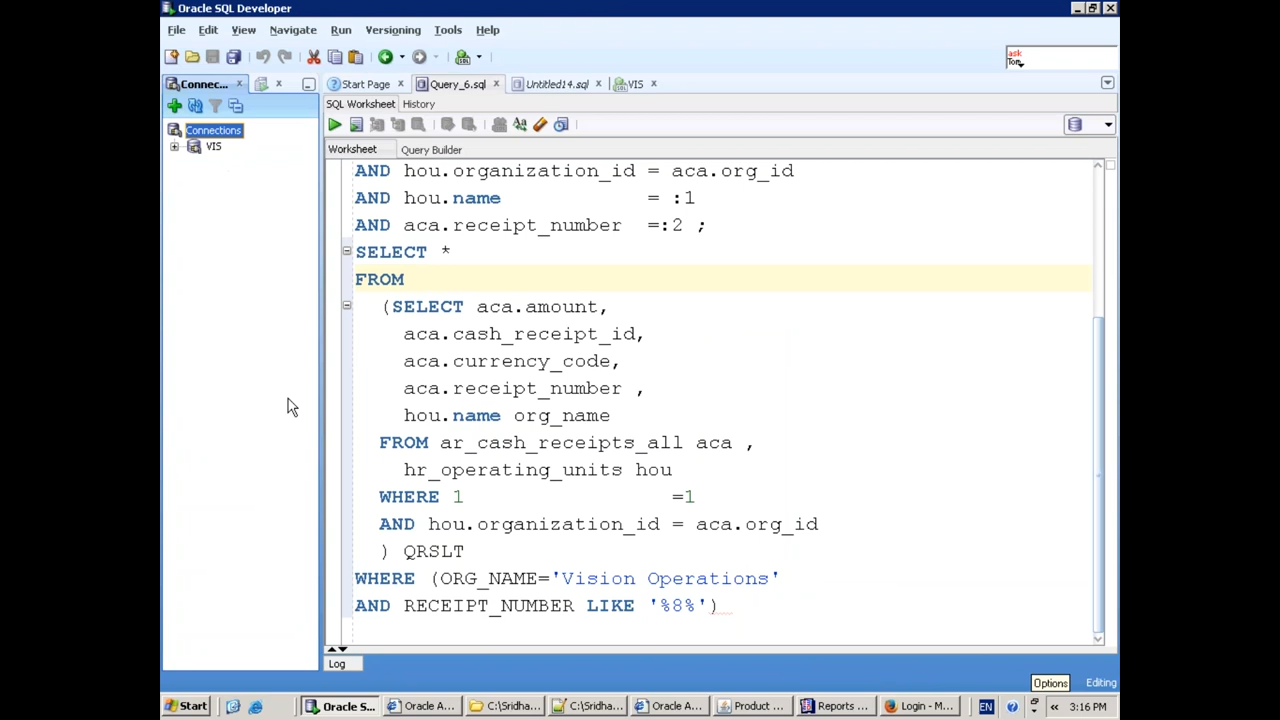 Oracle SQL Developer
File Edit View Navigate Run Versioning Tools Help
ask
Tom
Connec...
Start Page
Query_6.sql
Untitled14.sql
VIS
SQL Worksheet History
Connections
VIS
Worksheet Query Builder
AND hou.organization_id = aca.org_id
AND hou.name = :1
AND aca.receipt_number =:2 ;
SELECT *
FROM
(SELECT aca.amount,
aca.cash_receipt_id,
aca.currency_code,
aca.receipt_number ,
hou.name org_name
FROM ar_cash_receipts_all aca ,
hr_operating_units hou
WHERE 1 =1
AND hou.organization_id = aca.org_id
) QRSLT
WHERE (ORG_NAME='Vision Operations'
AND RECEIPT_NUMBER LIKE '%8%')
Log
Options
Editing
Start
Oracle S...
Oracle A...
C:\Sridha...
C:\Sridha...
Oracle A...
Product ...
Reports ...
Login - M...
EN
3:16 PM